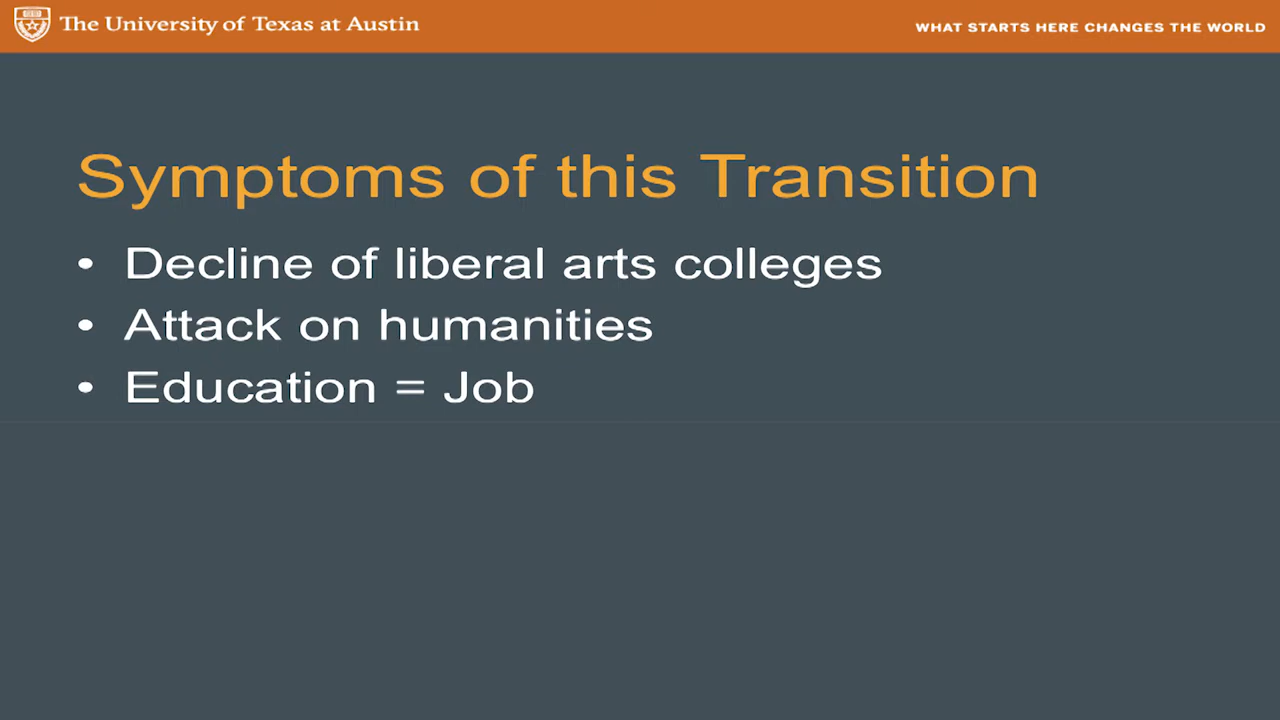 The University of Texas at Austin
WHAT STARTS HERE CHANGES THE WORLD
Symptoms of this Transition
• Decline of liberal arts colleges
• Attack on humanities
• Education = Job